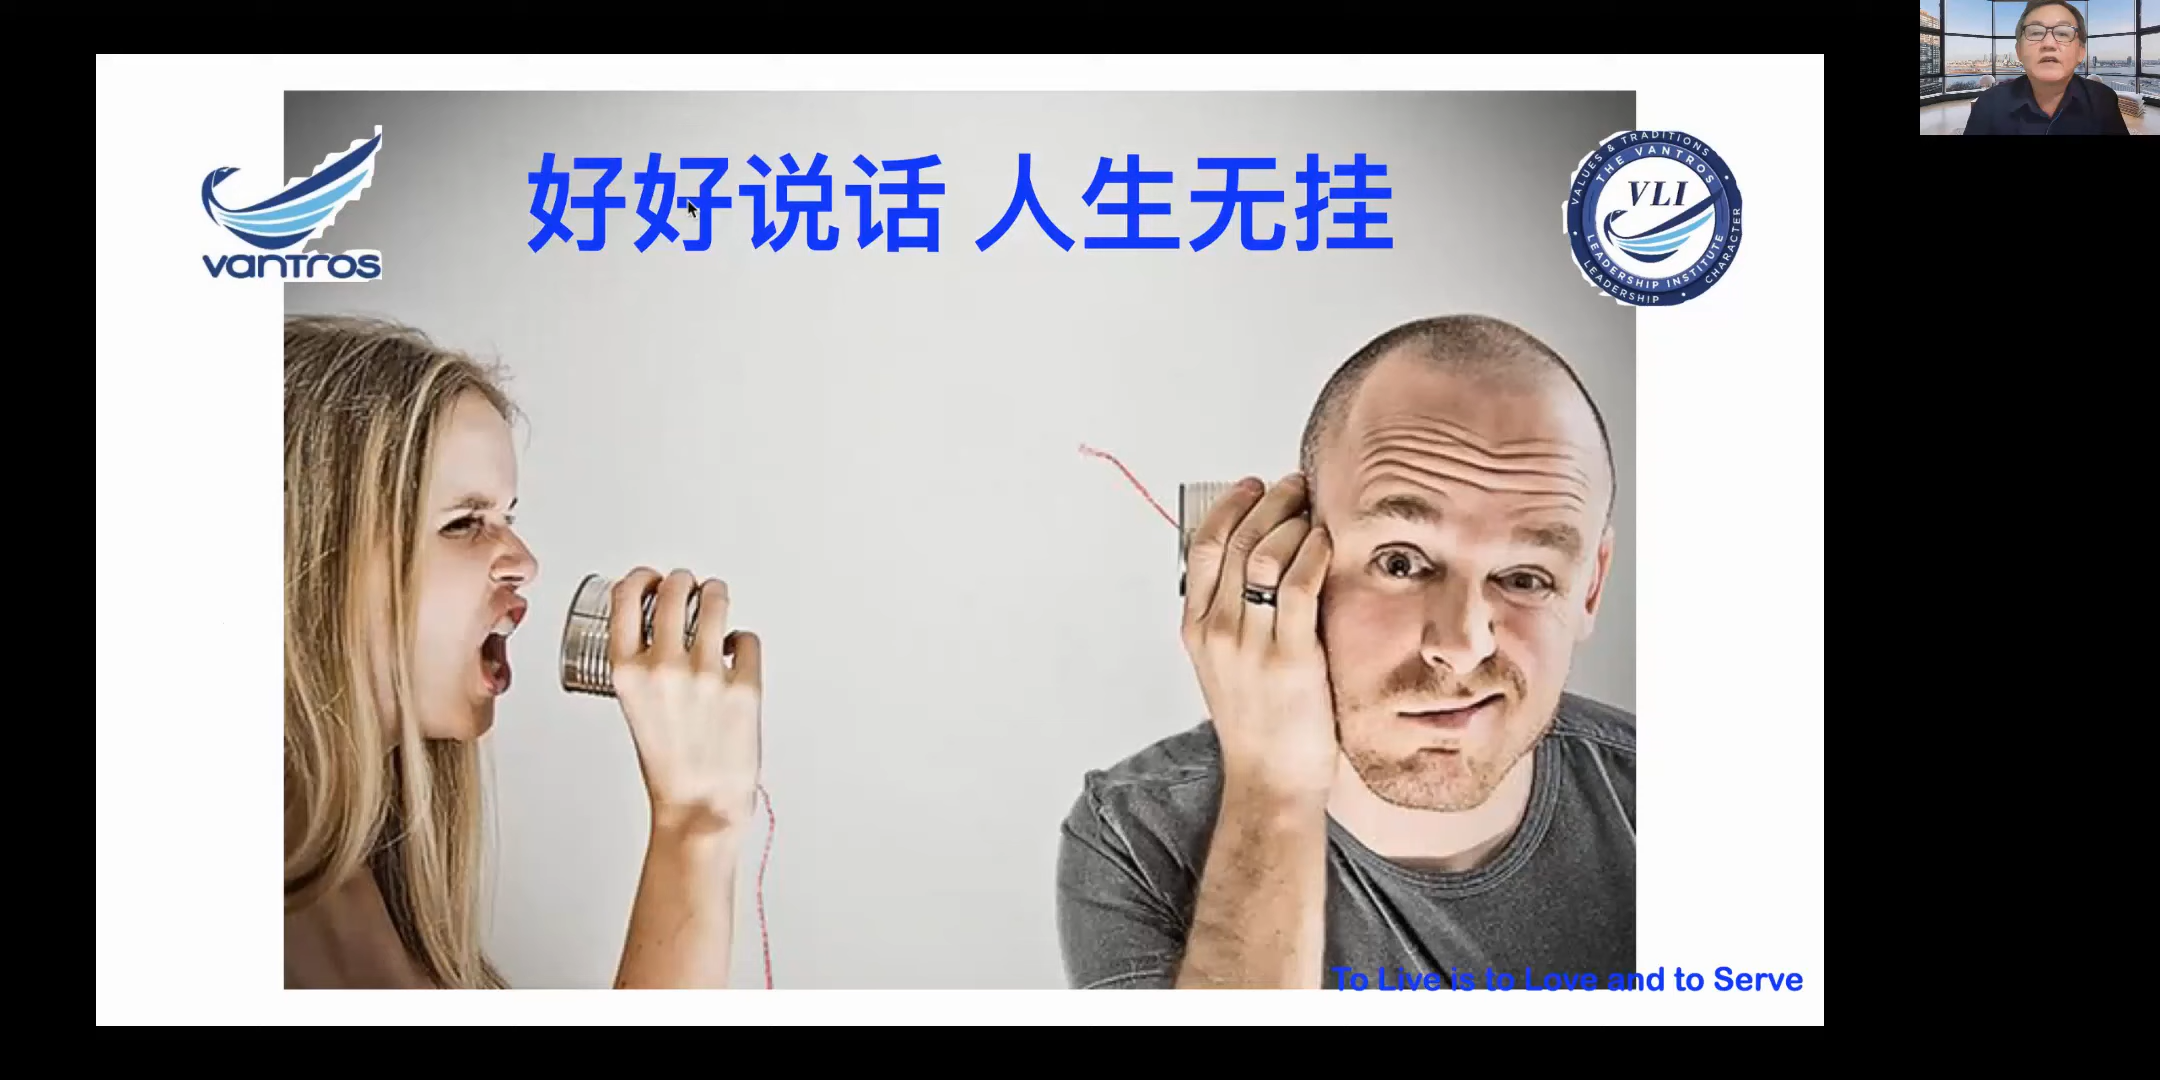 好好说话 人生无挂
vantros
VALUES & TRADITIONS
THE VANTROS
VLI
LEADERSHIP INSTITUTE
LEADERSHIP
CHARACTER
To Live is to Love and to Serve